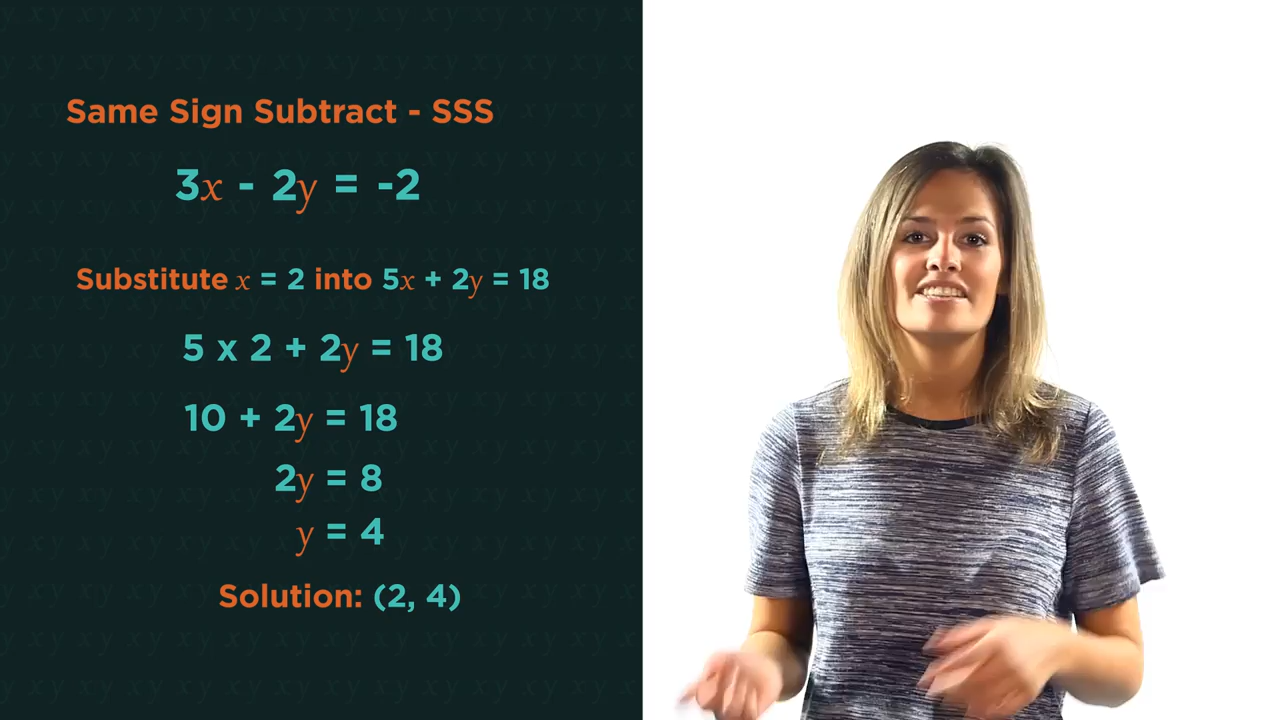 Same Sign Subtract - SSS
3x - 2y = -2
Substitute x = 2 into 5x + 2y = 18
5 x 2 + 2y = 18
10 + 2y = 18
2y = 8
y = 4
Solution: (2, 4)